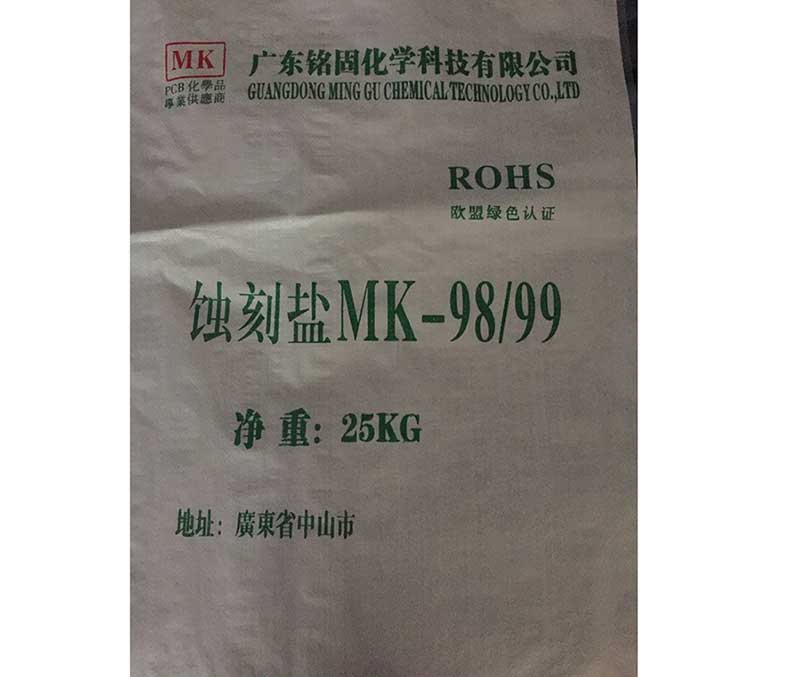 MK
PCB化學品
專業供應商
广东铭固化学科技有限公司
GUANGDONG MING GU CHEMICAL TECHNOLOGY CO.,LTD
ROHS
欧盟绿色认证
蚀刻盐MK-98/99
净 重: 25KG
地址: 廣東省中山市